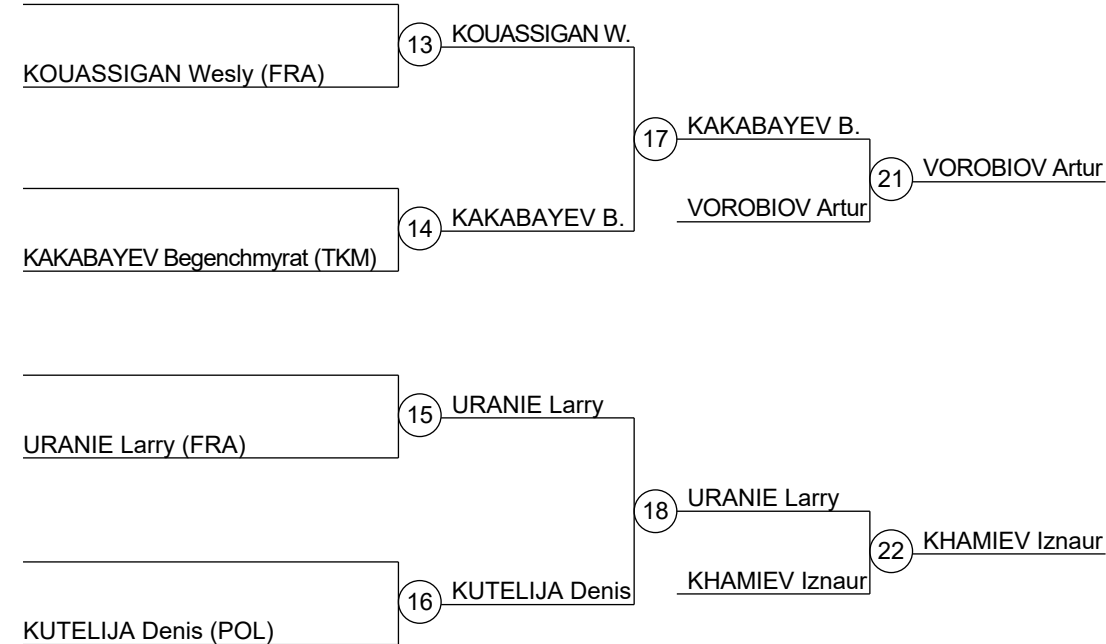 13 KOUASSIGAN W.
KOUASSIGAN Wesly (FRA)
17 KAKABAYEV B.
21 VOROBIOV Artur
VOROBIOV Artur
14 KAKABAYEV B.
KAKABAYEV Begenchmyrat (TKM)
15 URANIE Larry
URANIE Larry (FRA)
18 URANIE Larry
22 KHAMIEV Iznaur
KHAMIEV Iznaur
16 KUTELIJA Denis
KUTELIJA Denis (POL)